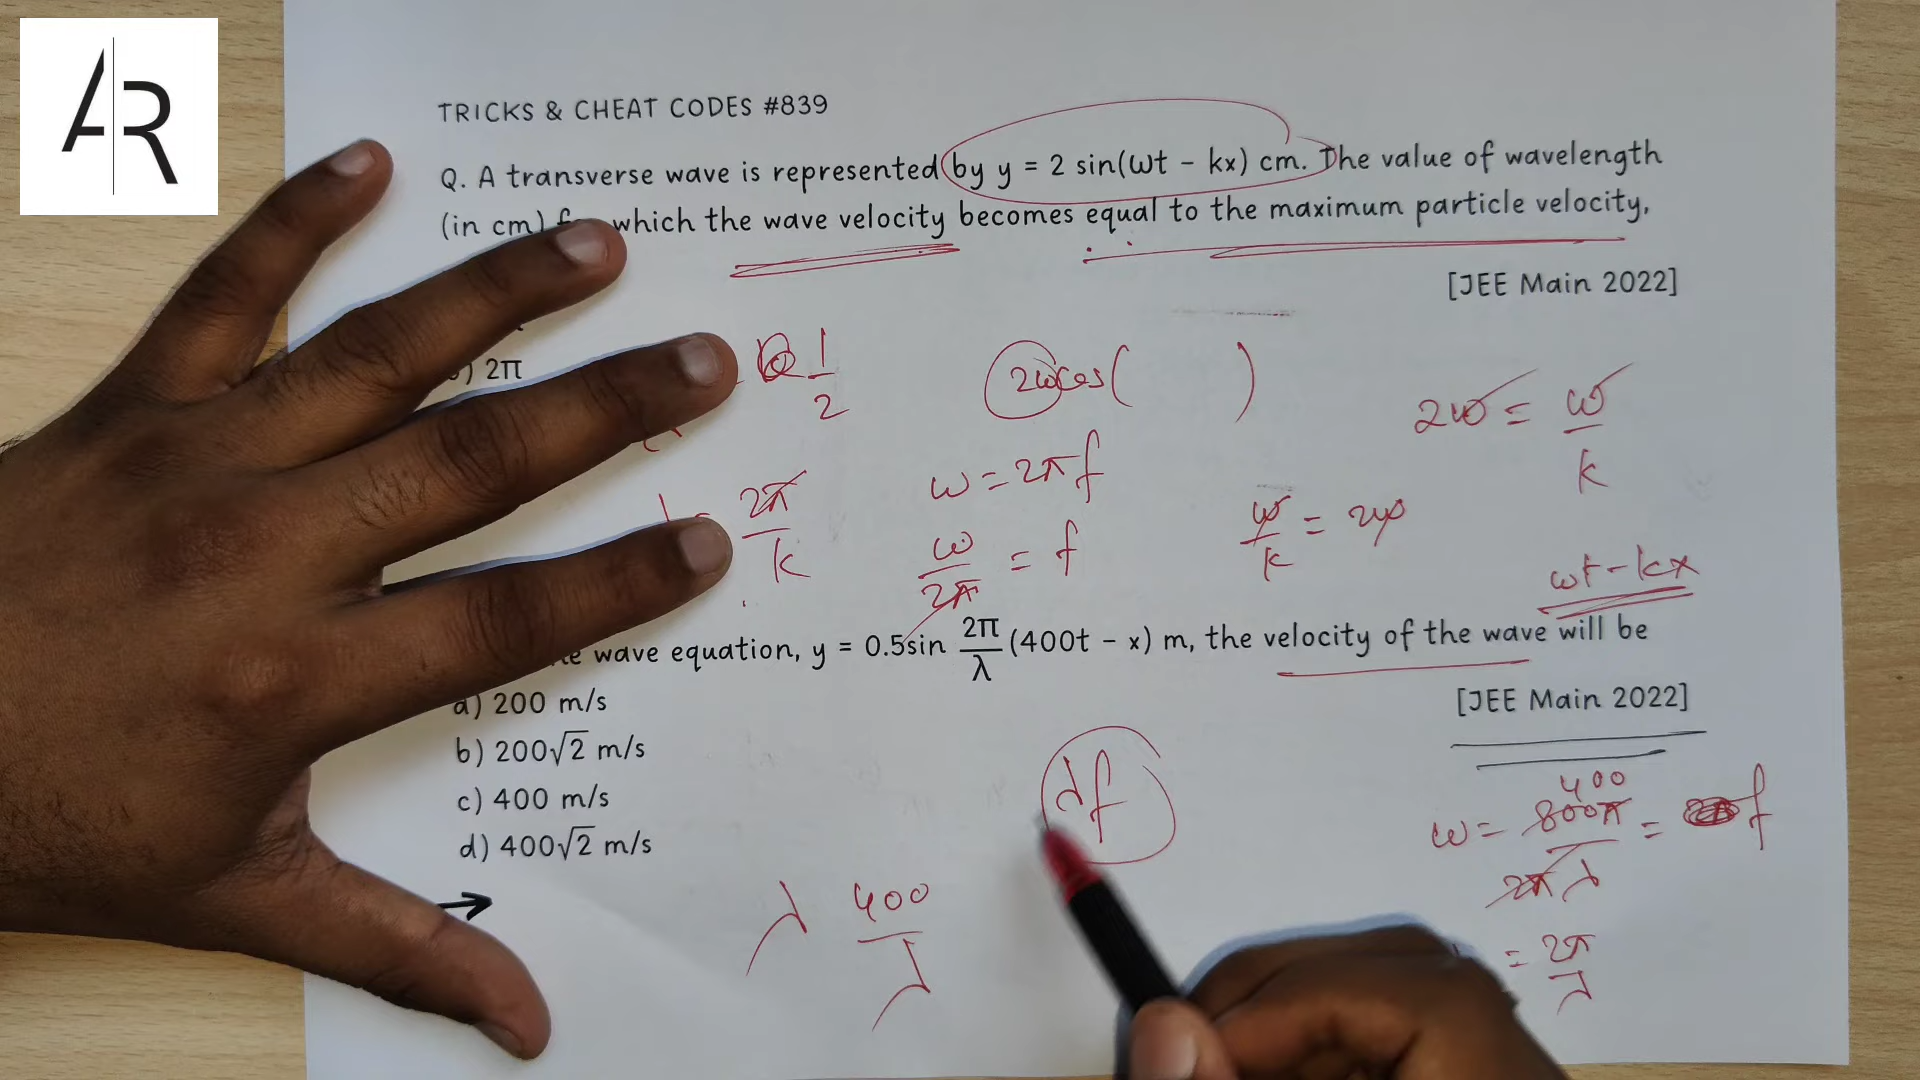 AR
TRICKS & CHEAT CODES #839
Q. A transverse wave is represented by y = 2 sin(ωt - kx) cm. The value of wavelength
(in cm) which the wave velocity becomes equal to the maximum particle velocity,
[JEE Main 2022]
) 2π
1/2
2ωcos( )
2ω = ω/k
2π/k
ω = 2πf
ω/2π = f
ω/k = 2ω
ωt - kx
wave equation, y = 0.5sin 2π/λ (400t - x) m, the velocity of the wave will be
a) 200 m/s
[JEE Main 2022]
b) 200√2 m/s
c) 400 m/s
d) 400√2 m/s
λf
400
ω = 800π/2πλ = f
λ 400/λ
= 2π/λ